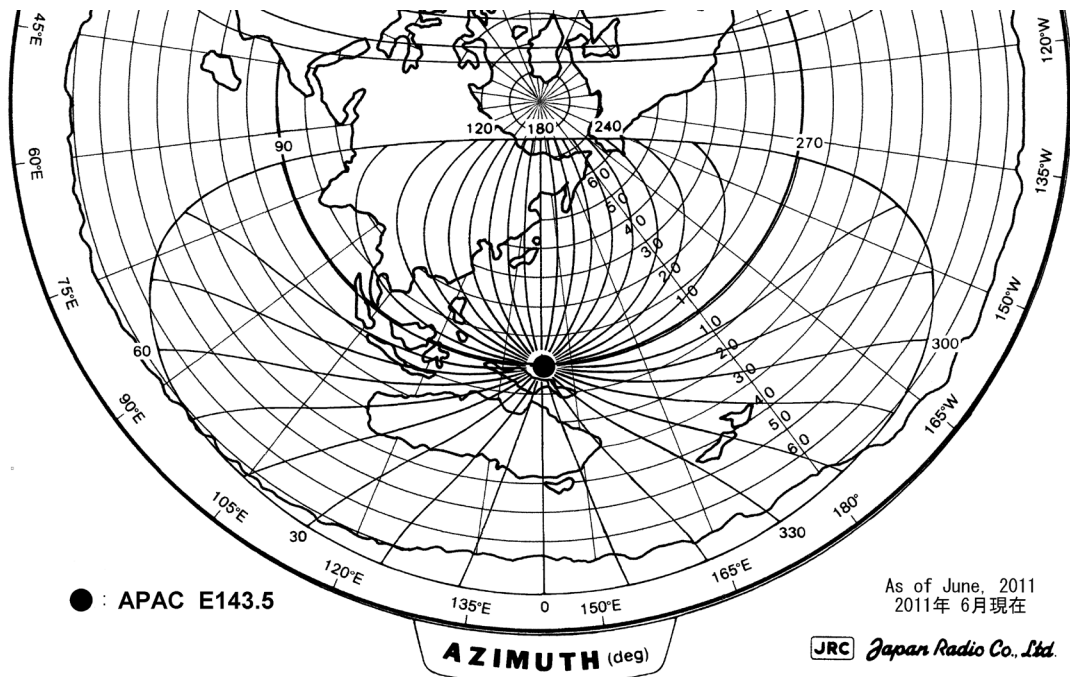 45°E
120°W
120
180
240
90
270
60°E
135°W
60
50
40
30
20
10
10
20
30
40
50
60
75°E
150°W
60
300
90°E
165°W
105°E
180°
30
330
120°E
165°E
135°E
0
150°E
● : APAC E143.5
As of June, 2011
2011年 6月現在
AZIMUTH (deg)
JRC Japan Radio Co., Ltd.